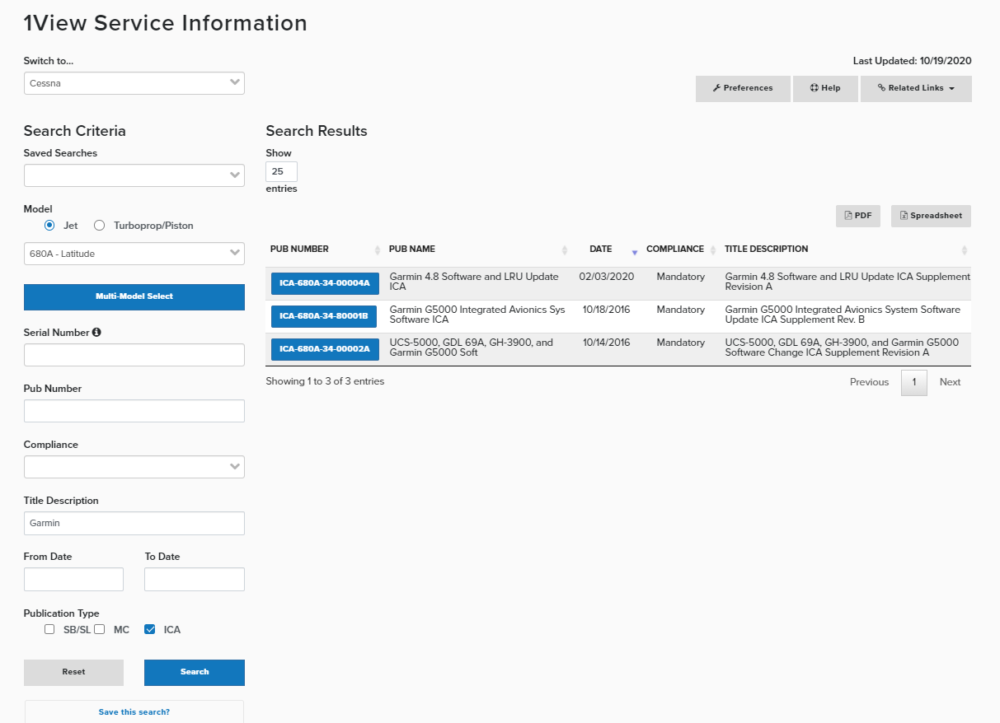 1View Service Information
Switch to...
Cessna
Last Updated: 10/19/2020
Preferences
Help
Related Links
Search Criteria
Saved Searches
Model
Jet
Turboprop/Piston
680A - Latitude
Multi-Model Select
Serial Number
Pub Number
Compliance
Title Description
Garmin
From Date
To Date
Publication Type
SB/SL
MC
ICA
Reset
Search
Save this search?
Search Results
Show
25
entries
PDF
Spreadsheet
PUB NUMBER PUB NAME DATE COMPLIANCE TITLE DESCRIPTION
ICA-680A-34-00004A
Garmin 4.8 Software and LRU Update
ICA
02/03/2020
Mandatory
Garmin 4.8 Software and LRU Update ICA Supplement
Revision A
ICA-680A-34-80001B
Garmin G5000 Integrated Avionics Sys
Software ICA
10/18/2016
Mandatory
Garmin G5000 Integrated Avionics System Software
Update ICA Supplement Rev. B
ICA-680A-34-00002A
UCS-5000, GDL 69A, GH-3900, and
Garmin G5000 Soft
10/14/2016
Mandatory
UCS-5000, GDL 69A, GH-3900, and Garmin G5000
Software Change ICA Supplement Revision A
Showing 1 to 3 of 3 entries
Previous
1
Next